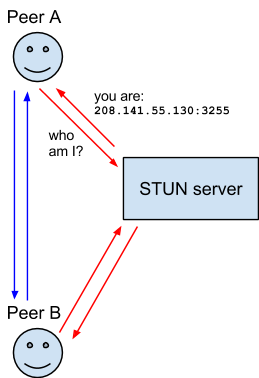 Peer A
you are:
208.141.55.130:3255
who
am I?
STUN server
Peer B